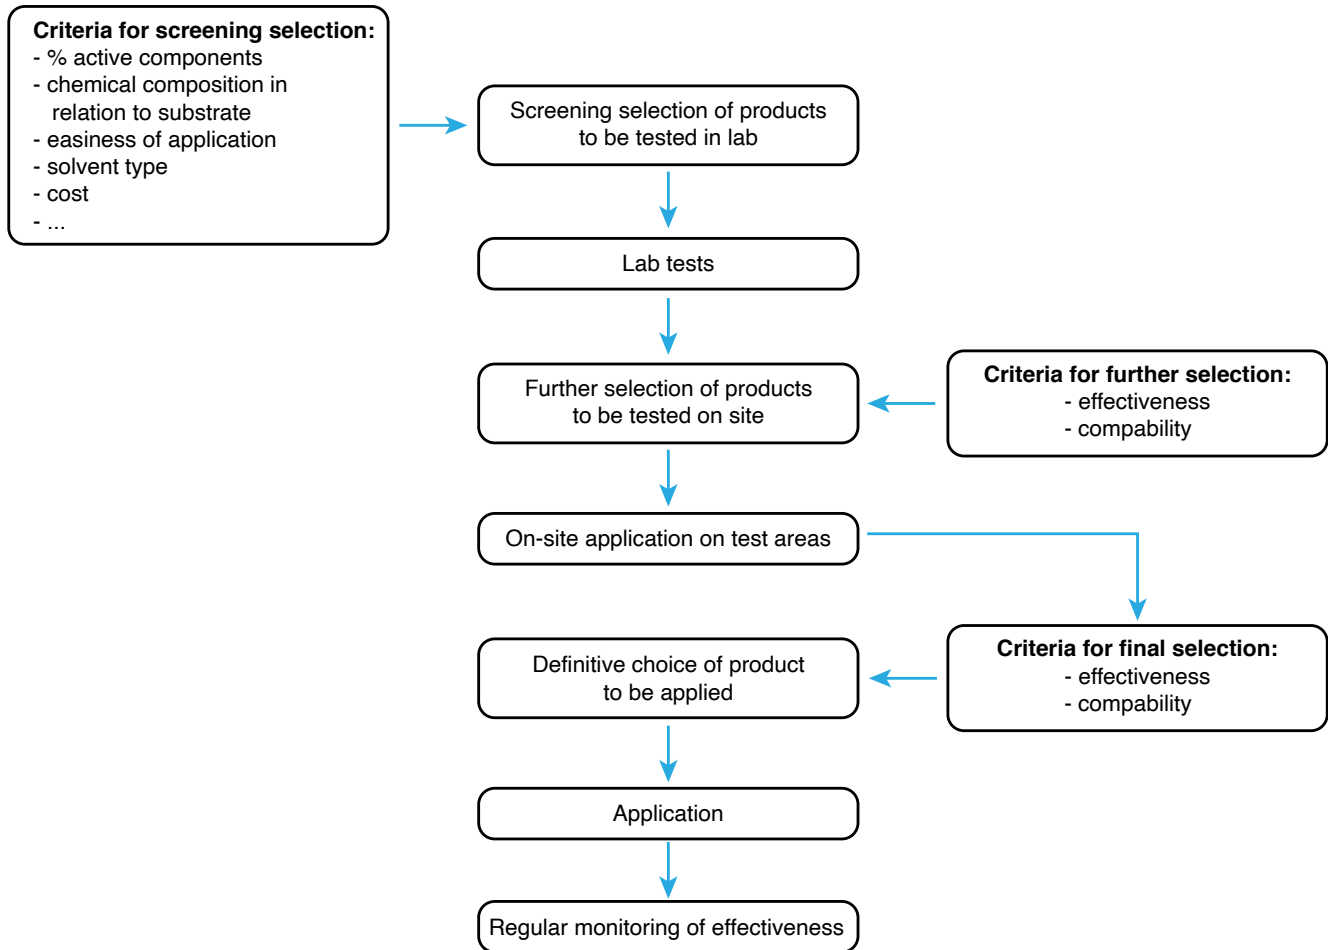 Criteria for screening selection:
- % active components
- chemical composition in
relation to substrate
- easiness of application
- solvent type
- cost
- ...
Screening selection of products
to be tested in lab
Lab tests
Further selection of products
to be tested on site
Criteria for further selection:
- effectiveness
- compability
On-site application on test areas
Criteria for final selection:
- effectiveness
- compability
Definitive choice of product
to be applied
Application
Regular monitoring of effectiveness